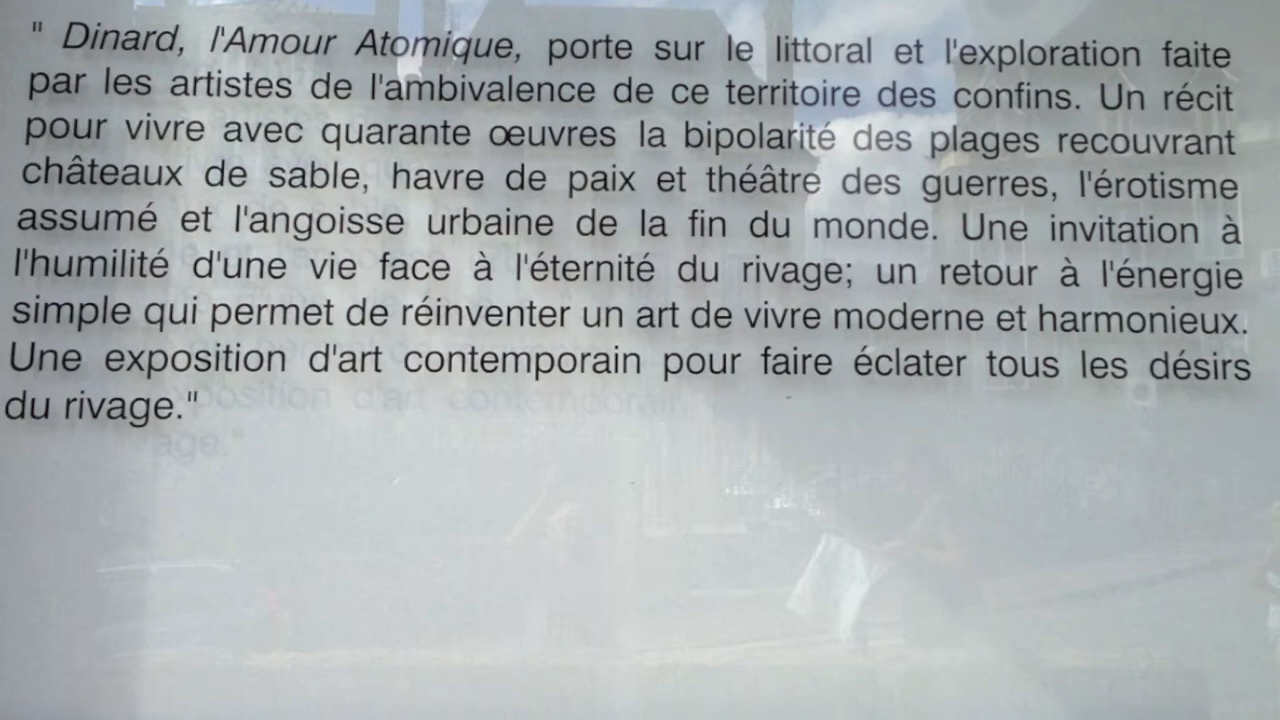 " Dinard, l'Amour Atomique, porte sur le littoral et l'exploration faite
par les artistes de l'ambivalence de ce territoire des confins. Un récit
pour vivre avec quarante œuvres la bipolarité des plages recouvrant
châteaux de sable, havre de paix et théâtre des guerres, l'érotisme
assumé et l'angoisse urbaine de la fin du monde. Une invitation à
l'humilité d'une vie face à l'éternité du rivage; un retour à l'énergie
simple qui permet de réinventer un art de vivre moderne et harmonieux.
Une exposition d'art contemporain pour faire éclater tous les désirs
du rivage."